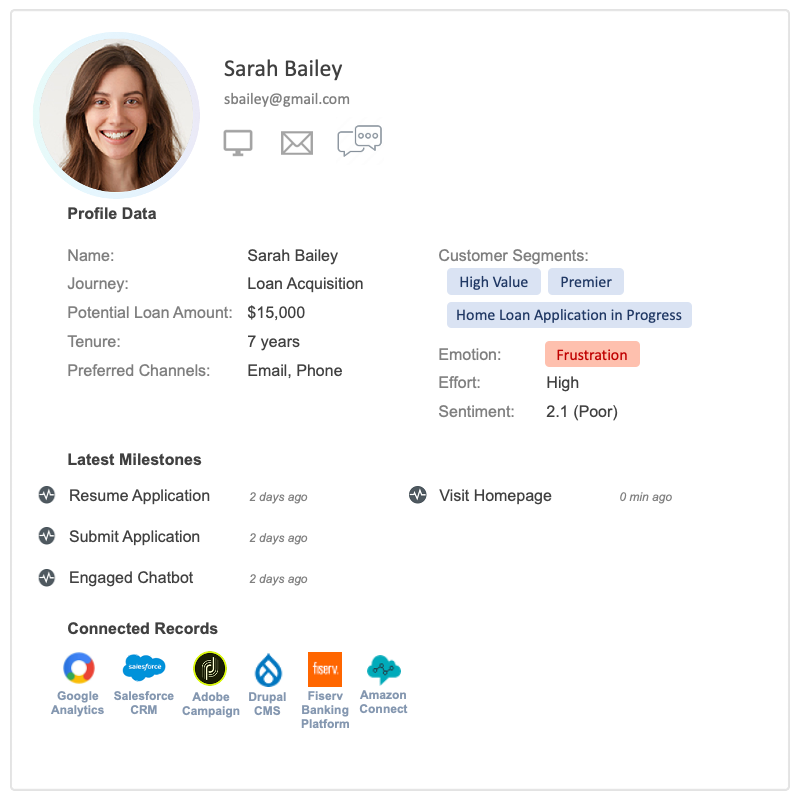 Sarah Bailey
sbailey@gmail.com
Profile Data
Name: Sarah Bailey
Journey: Loan Acquisition
Potential Loan Amount: $15,000
Tenure: 7 years
Preferred Channels: Email, Phone
Customer Segments:
High Value Premier
Home Loan Application in Progress
Emotion: Frustration
Effort: High
Sentiment: 2.1 (Poor)
Latest Milestones
Resume Application 2 days ago
Submit Application 2 days ago
Engaged Chatbot 2 days ago
Visit Homepage 0 min ago
Connected Records
Google
Analytics
salesforce
Salesforce
CRM
Adobe
Campaign
Drupal
CMS
fiserv.
Fiserv
Banking
Platform
Amazon
Connect